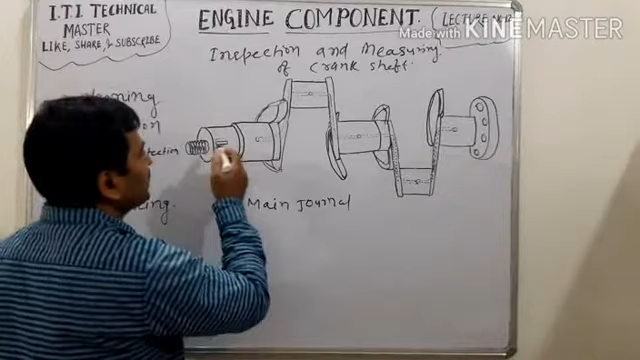 I.T.I TECHNICAL
MASTER
LIKE, SHARE, & SUBSCRIBE
ENGINE COMPONENT.
(LECTURE No
Made with KINEMASTER
Inspection and Measuring
of Crank shaft.
Main Journal